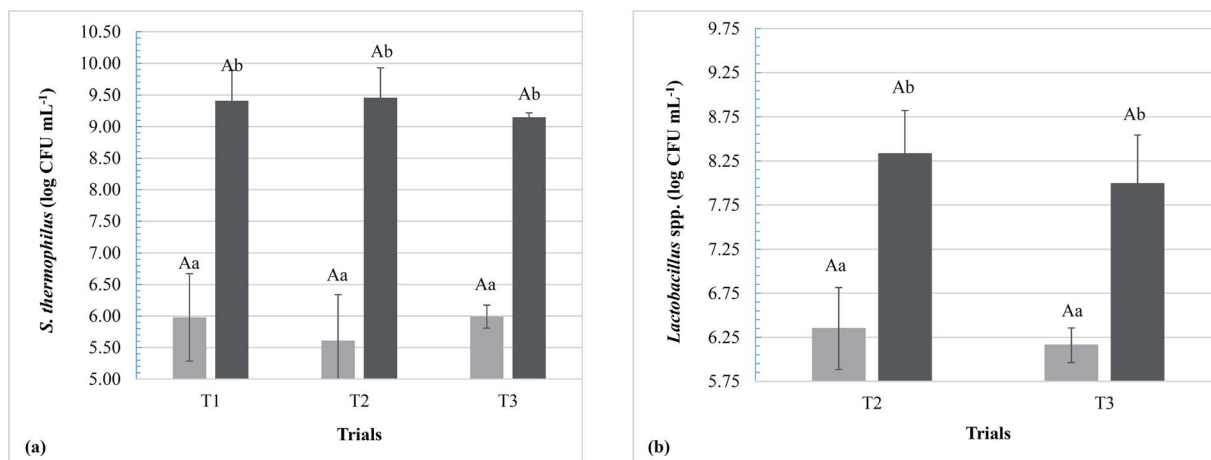 S. thermophilus (log CFU mL-1)
10.50
10.00
9.50
9.00
8.50
8.00
7.50
7.00
6.50
6.00
5.50
5.00
Ab
Ab
Ab
Aa
Aa
Aa
T1
T2
T3
Trials
(a)
Lactobacillus spp. (log CFU mL-1)
9.75
9.25
8.75
8.25
7.75
7.25
6.75
6.25
5.75
Ab
Ab
Aa
Aa
T2
T3
Trials
(b)